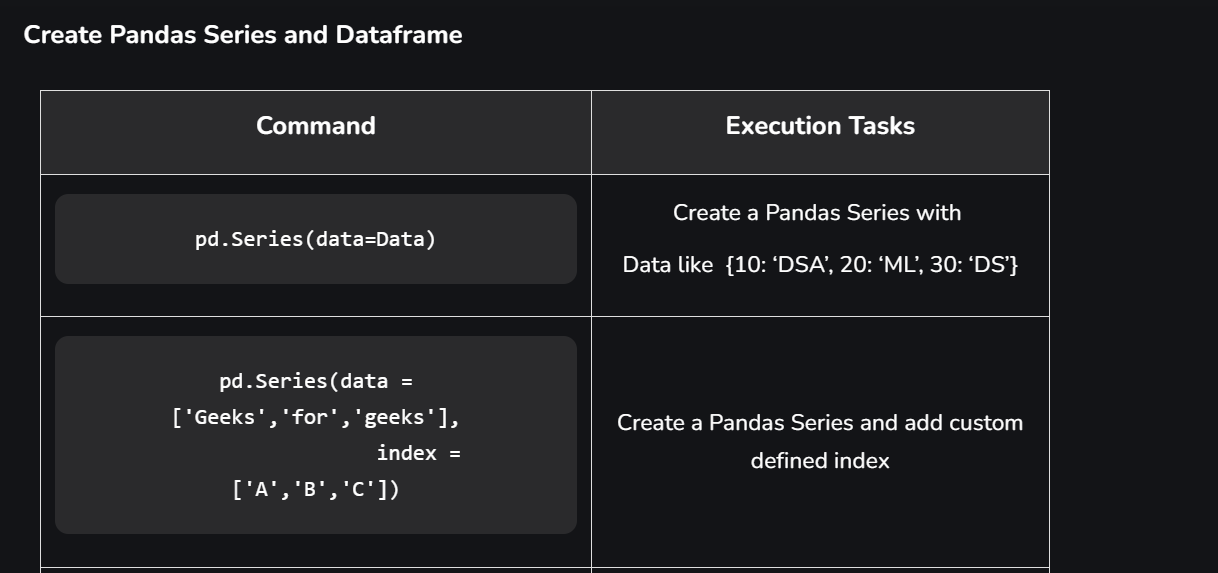 Create Pandas Series and Dataframe
Command
Execution Tasks
pd.Series(data=Data)
Create a Pandas Series with
Data like  {10: ‘DSA’, 20: ‘ML’, 30: ‘DS’}
pd.Series(data =
['Geeks','for','geeks'],
index =
['A','B','C'])
Create a Pandas Series and add custom
defined index